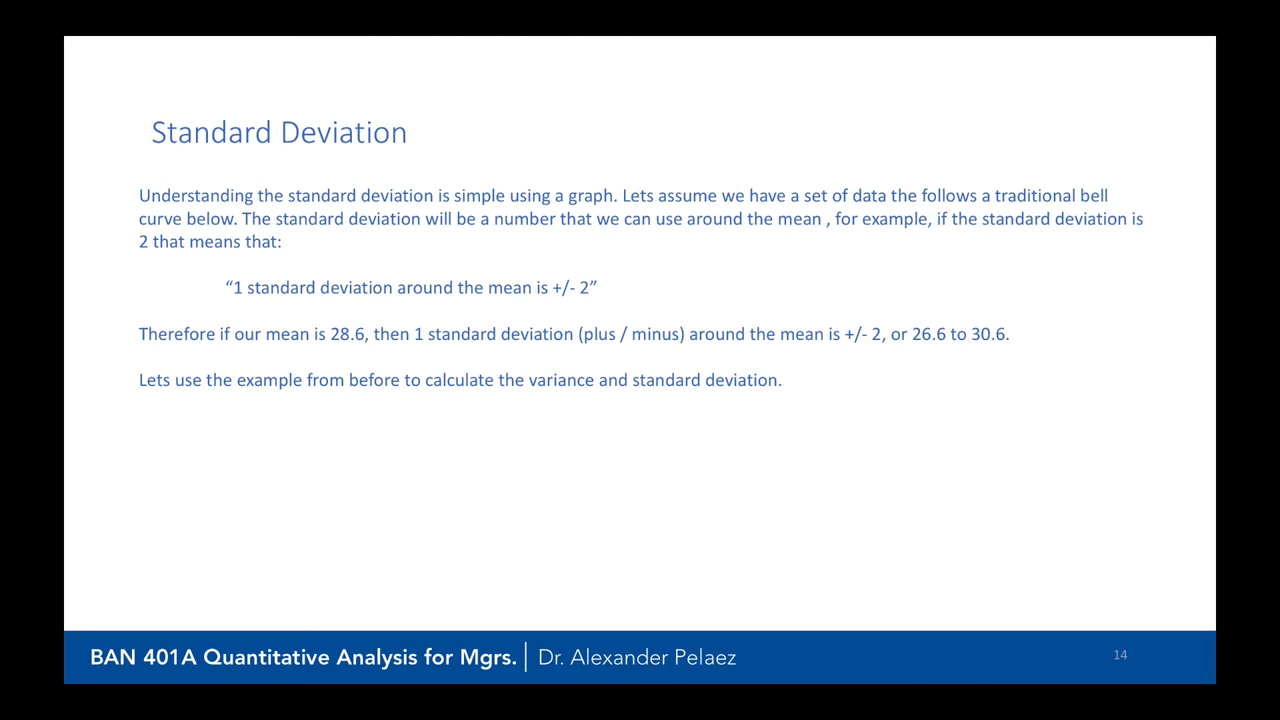 Standard Deviation
Understanding the standard deviation is simple using a graph. Lets assume we have a set of data the follows a traditional bell
curve below. The standard deviation will be a number that we can use around the mean , for example, if the standard deviation is
2 that means that:
“1 standard deviation around the mean is +/- 2”
Therefore if our mean is 28.6, then 1 standard deviation (plus / minus) around the mean is +/- 2, or 26.6 to 30.6.
Lets use the example from before to calculate the variance and standard deviation.
BAN 401A Quantitative Analysis for Mgrs. | Dr. Alexander Pelaez
14